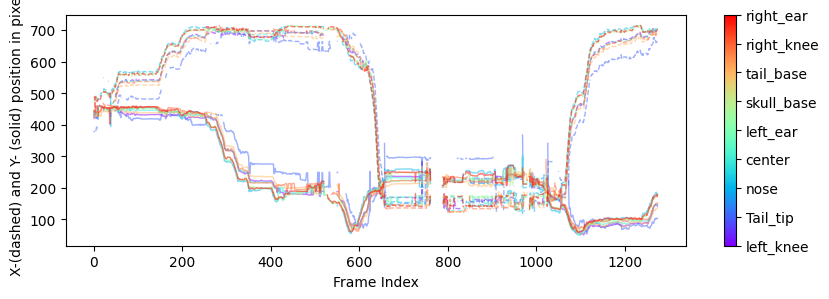 X-(dashed) and Y- (solid) position in pixe
700
600
500
400
300
200
100
0
200
400
600
800
1000
1200
Frame Index
right_ear
right_knee
tail_base
skull_base
left_ear
center
nose
Tail_tip
left_knee